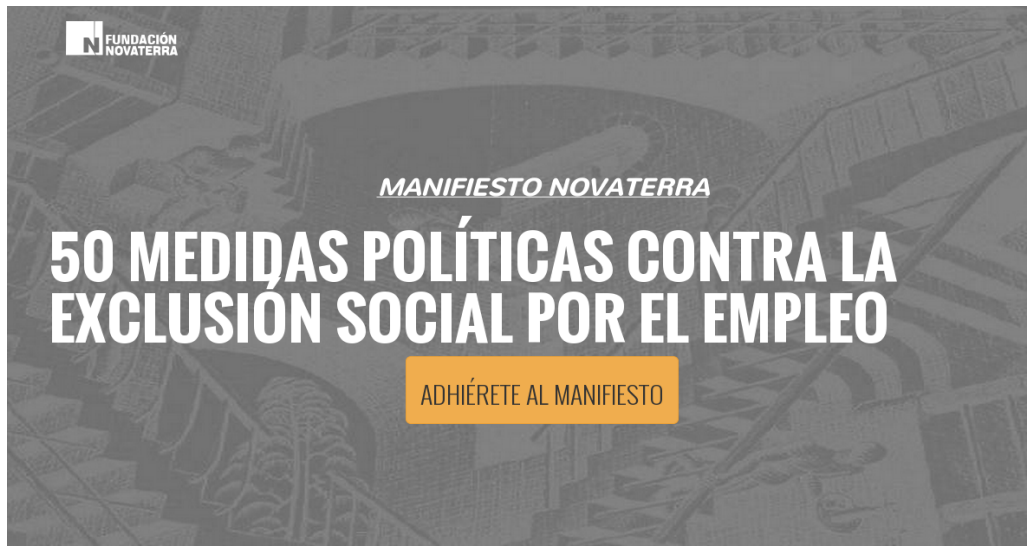 FUNDACIÓN
NOVATERRA
MANIFIESTO NOVATERRA
50 MEDIDAS POLÍTICAS CONTRA LA
EXCLUSIÓN SOCIAL POR EL EMPLEO
ADHIÉRETE AL MANIFIESTO